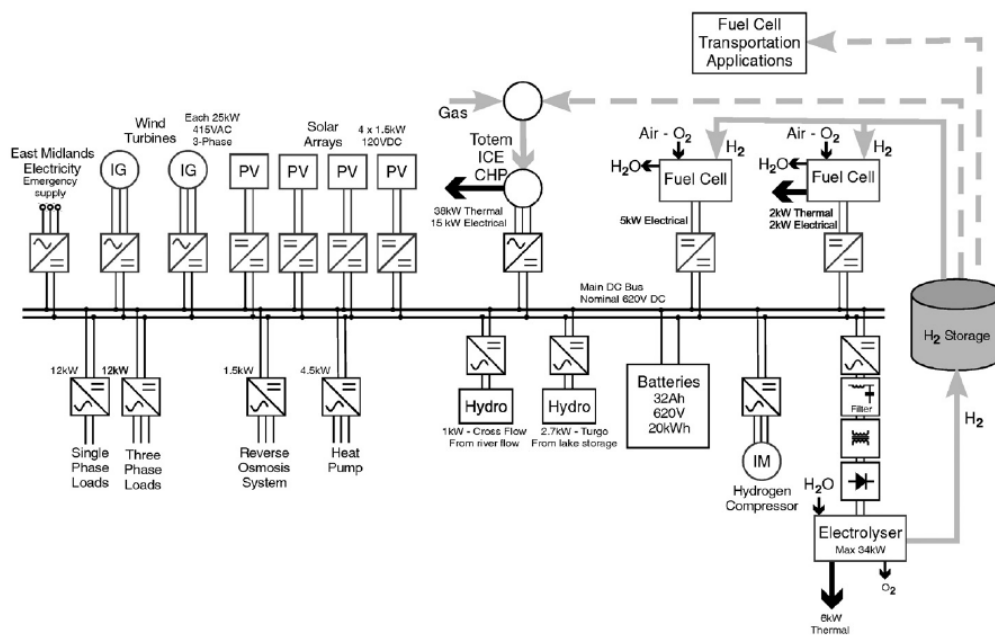 Fuel Cell
Transportation
Applications
Gas
Wind
Turbines
Each 25kW
415VAC
3-Phase
Solar
Arrays
4 x 1.5kW
120VDC
Totem
ICE
CHP
Air - O2
H2
Air - O2
H2
East Midlands
Electricity
Emergency
supply
IG
IG
PV
PV
PV
PV
H2O
Fuel Cell
H2O
Fuel Cell
38kW Thermal
15 kW Electrical
5kW Electrical
2kW Thermal
2kW Electrical
Main DC Bus
Nominal 620V DC
H2 Storage
12kW
12kW
1.5kW
4.5kW
Hydro
1kW - Cross Flow
From river flow
Hydro
2.7kW - Turgo
From lake storage
Batteries
32Ah
620V
20kWh
Filter
H2
Single
Phase
Loads
Three
Phase
Loads
Reverse
Osmosis
System
Heat
Pump
IM
Hydrogen
Compressor
H2O
Electrolyser
Max 34kW
O2
6kW
Thermal